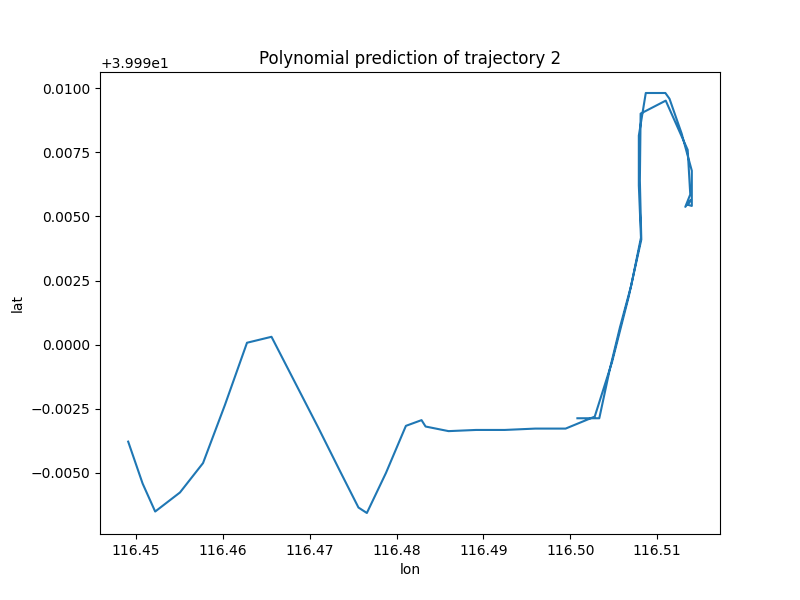 Polynomial prediction of trajectory 2
+3.999e1
0.0100
0.0075
0.0050
0.0025
0.0000
−0.0025
−0.0050
lat
116.45 116.46 116.47 116.48 116.49 116.50 116.51
lon